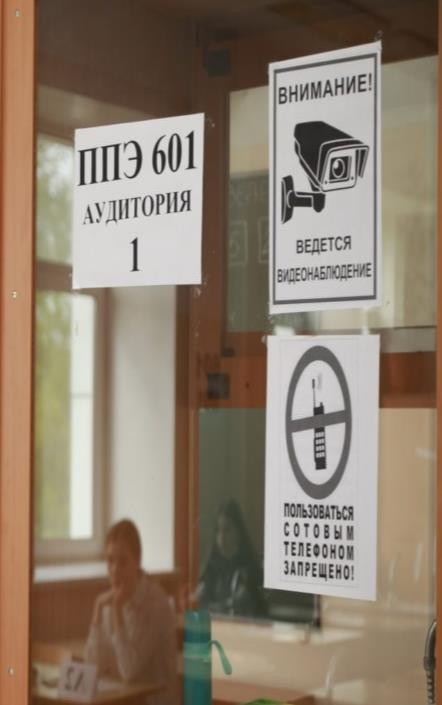 ППЭ 601
АУДИТОРИЯ
1
ВНИМАНИЕ!
ВЕДЕТСЯ
ВИДЕОНАБЛЮДЕНИЕ
ПОЛЬЗОВАТЬСЯ
СОТОВЫМ
ТЕЛЕФОНОМ
ЗАПРЕЩЕНО!